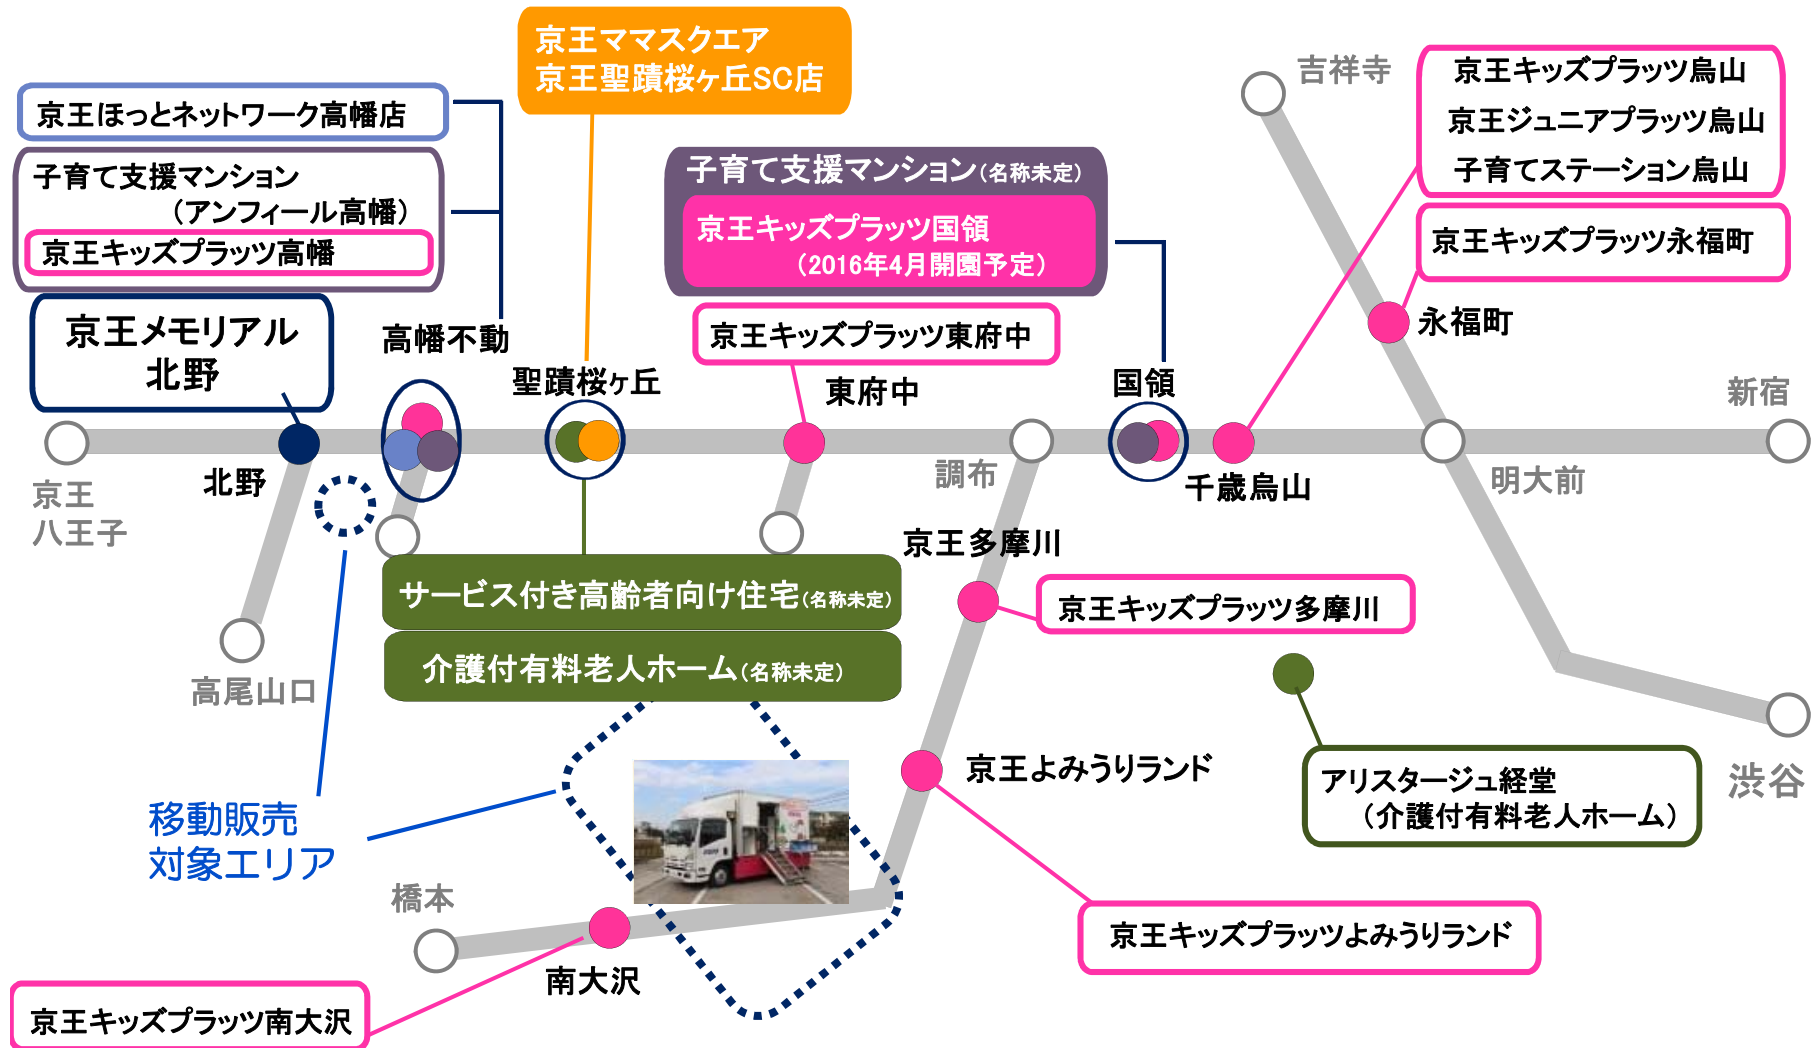 京王ママスクエア
京王聖蹟桜ヶ丘SC店
吉祥寺
京王キッズプラッツ烏山
京王ジュニアプラッツ烏山
子育てステーション烏山
京王ほっとネットワーク高幡店
子育て支援マンション
（アンフィール高幡）
京王キッズプラッツ高幡
子育て支援マンション(名称未定)
京王キッズプラッツ国領
（2016年4月開園予定）
京王キッズプラッツ永福町
京王メモリアル
北野
高幡不動
京王キッズプラッツ東府中
永福町
聖蹟桜ヶ丘
東府中
国領
新宿
北野
調布
千歳烏山
明大前
京王
八王子
京王多摩川
サービス付き高齢者向け住宅(名称未定)
京王キッズプラッツ多摩川
介護付有料老人ホーム(名称未定)
高尾山口
京王よみうりランド
アリスタージュ経堂
（介護付有料老人ホーム）
渋谷
移動販売
対象エリア
橋本
京王キッズプラッツよみうりランド
南大沢
京王キッズプラッツ南大沢